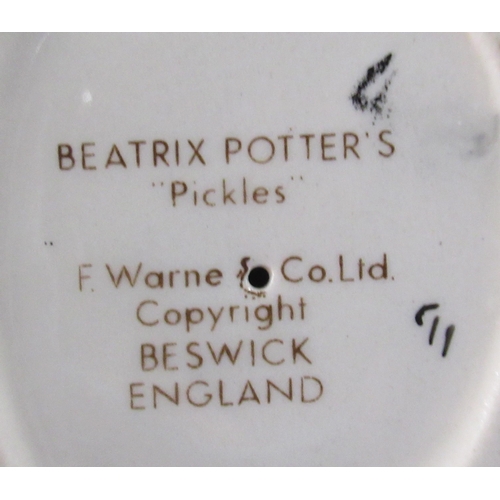 BEATRIX POTTER'S
"Pickles"
F. Warne & Co. Ltd.
Copyright
BESWICK
ENGLAND